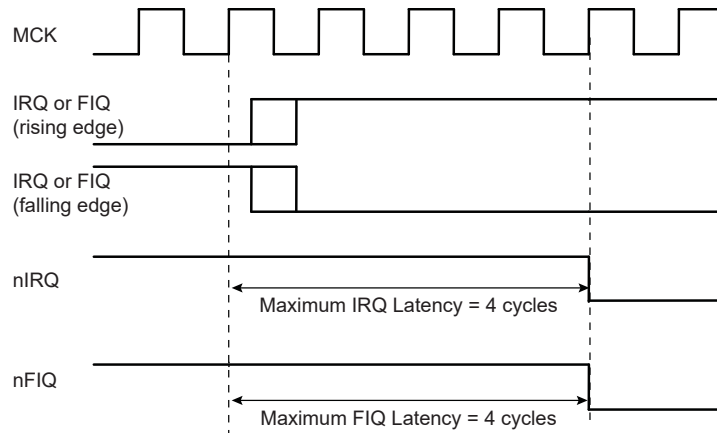 MCK
IRQ or FIQ
(rising edge)
IRQ or FIQ
(falling edge)
nIRQ
Maximum IRQ Latency = 4 cycles
nFIQ
Maximum FIQ Latency = 4 cycles